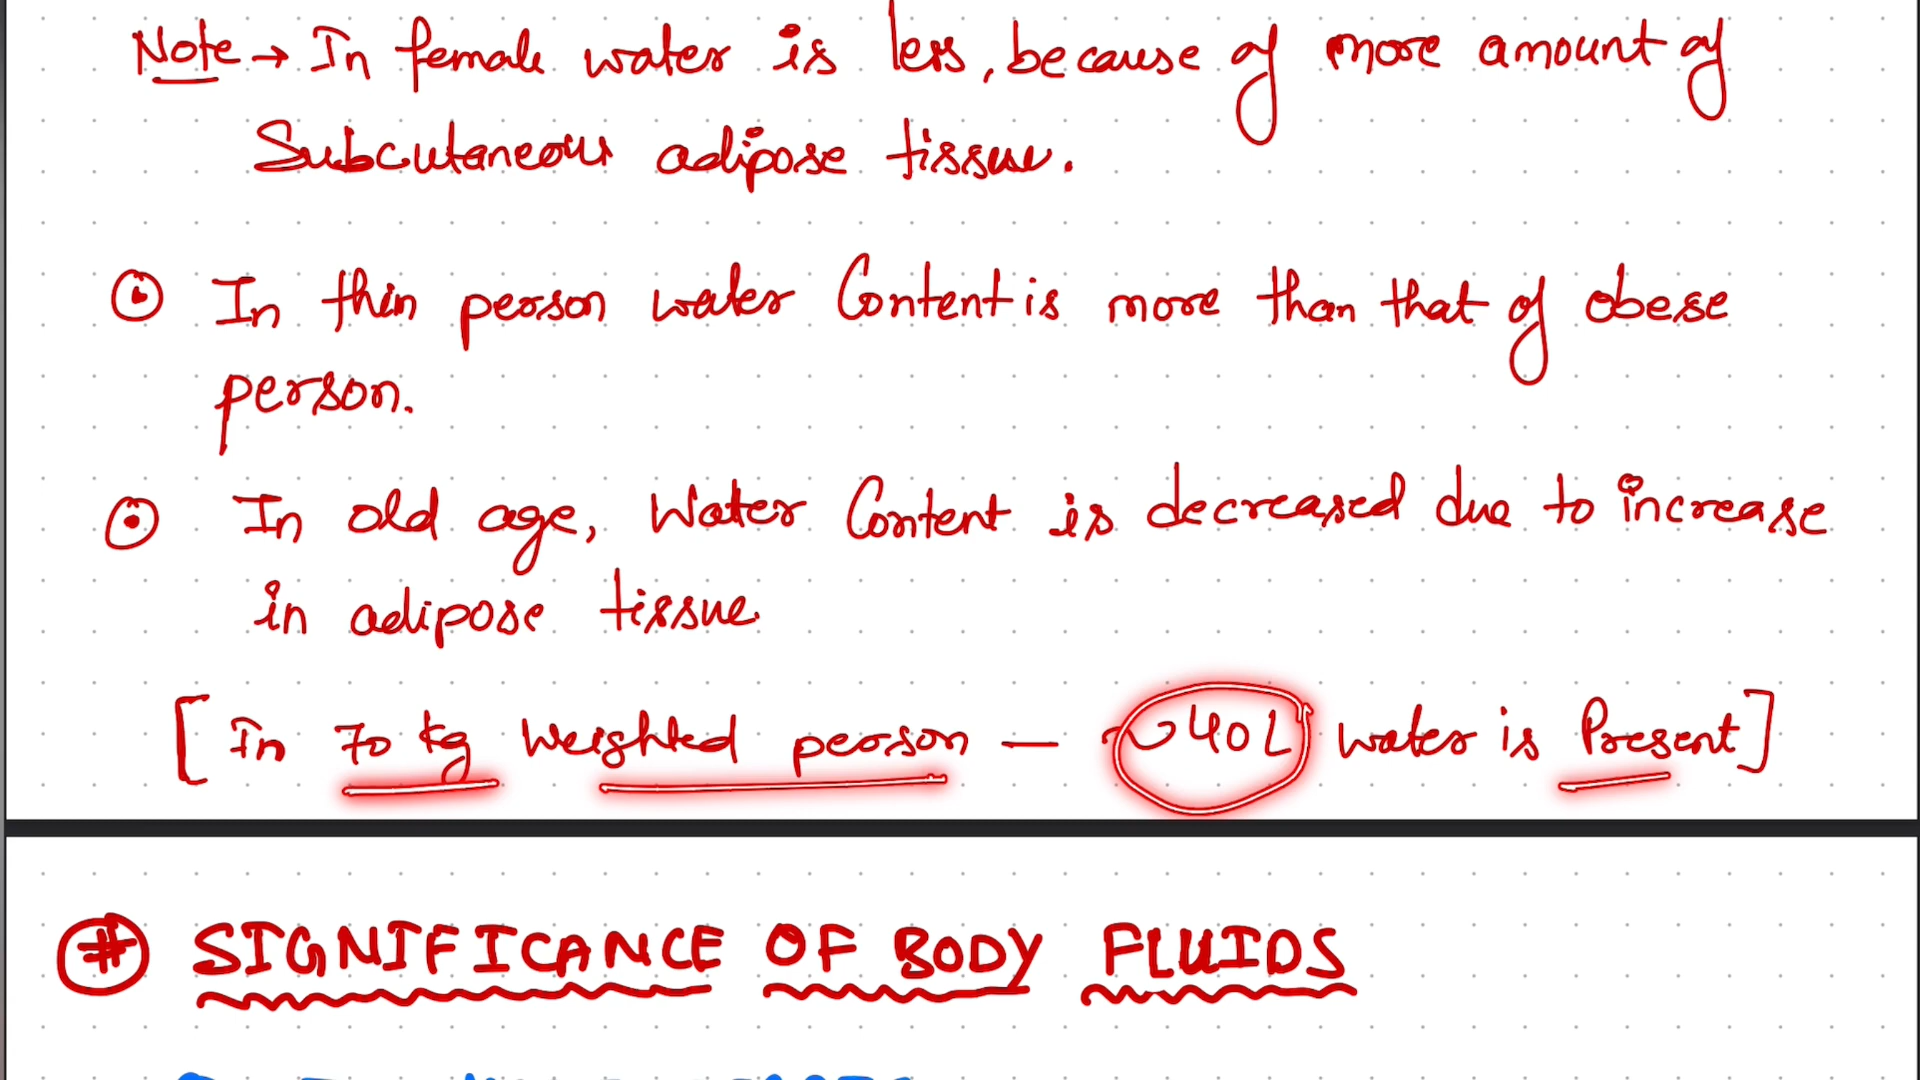 Note → In female water is less, because of more amount of
Subcutaneous adipose tissue.
⊙ In thin person water Content is more than that of obese
person.
⊙ In old age, Water Content is decreased due to increase
in adipose tissue
[In 70 kg weighted person — ~40L water is Present]
# SIGNIFICANCE OF BODY FLUIDS